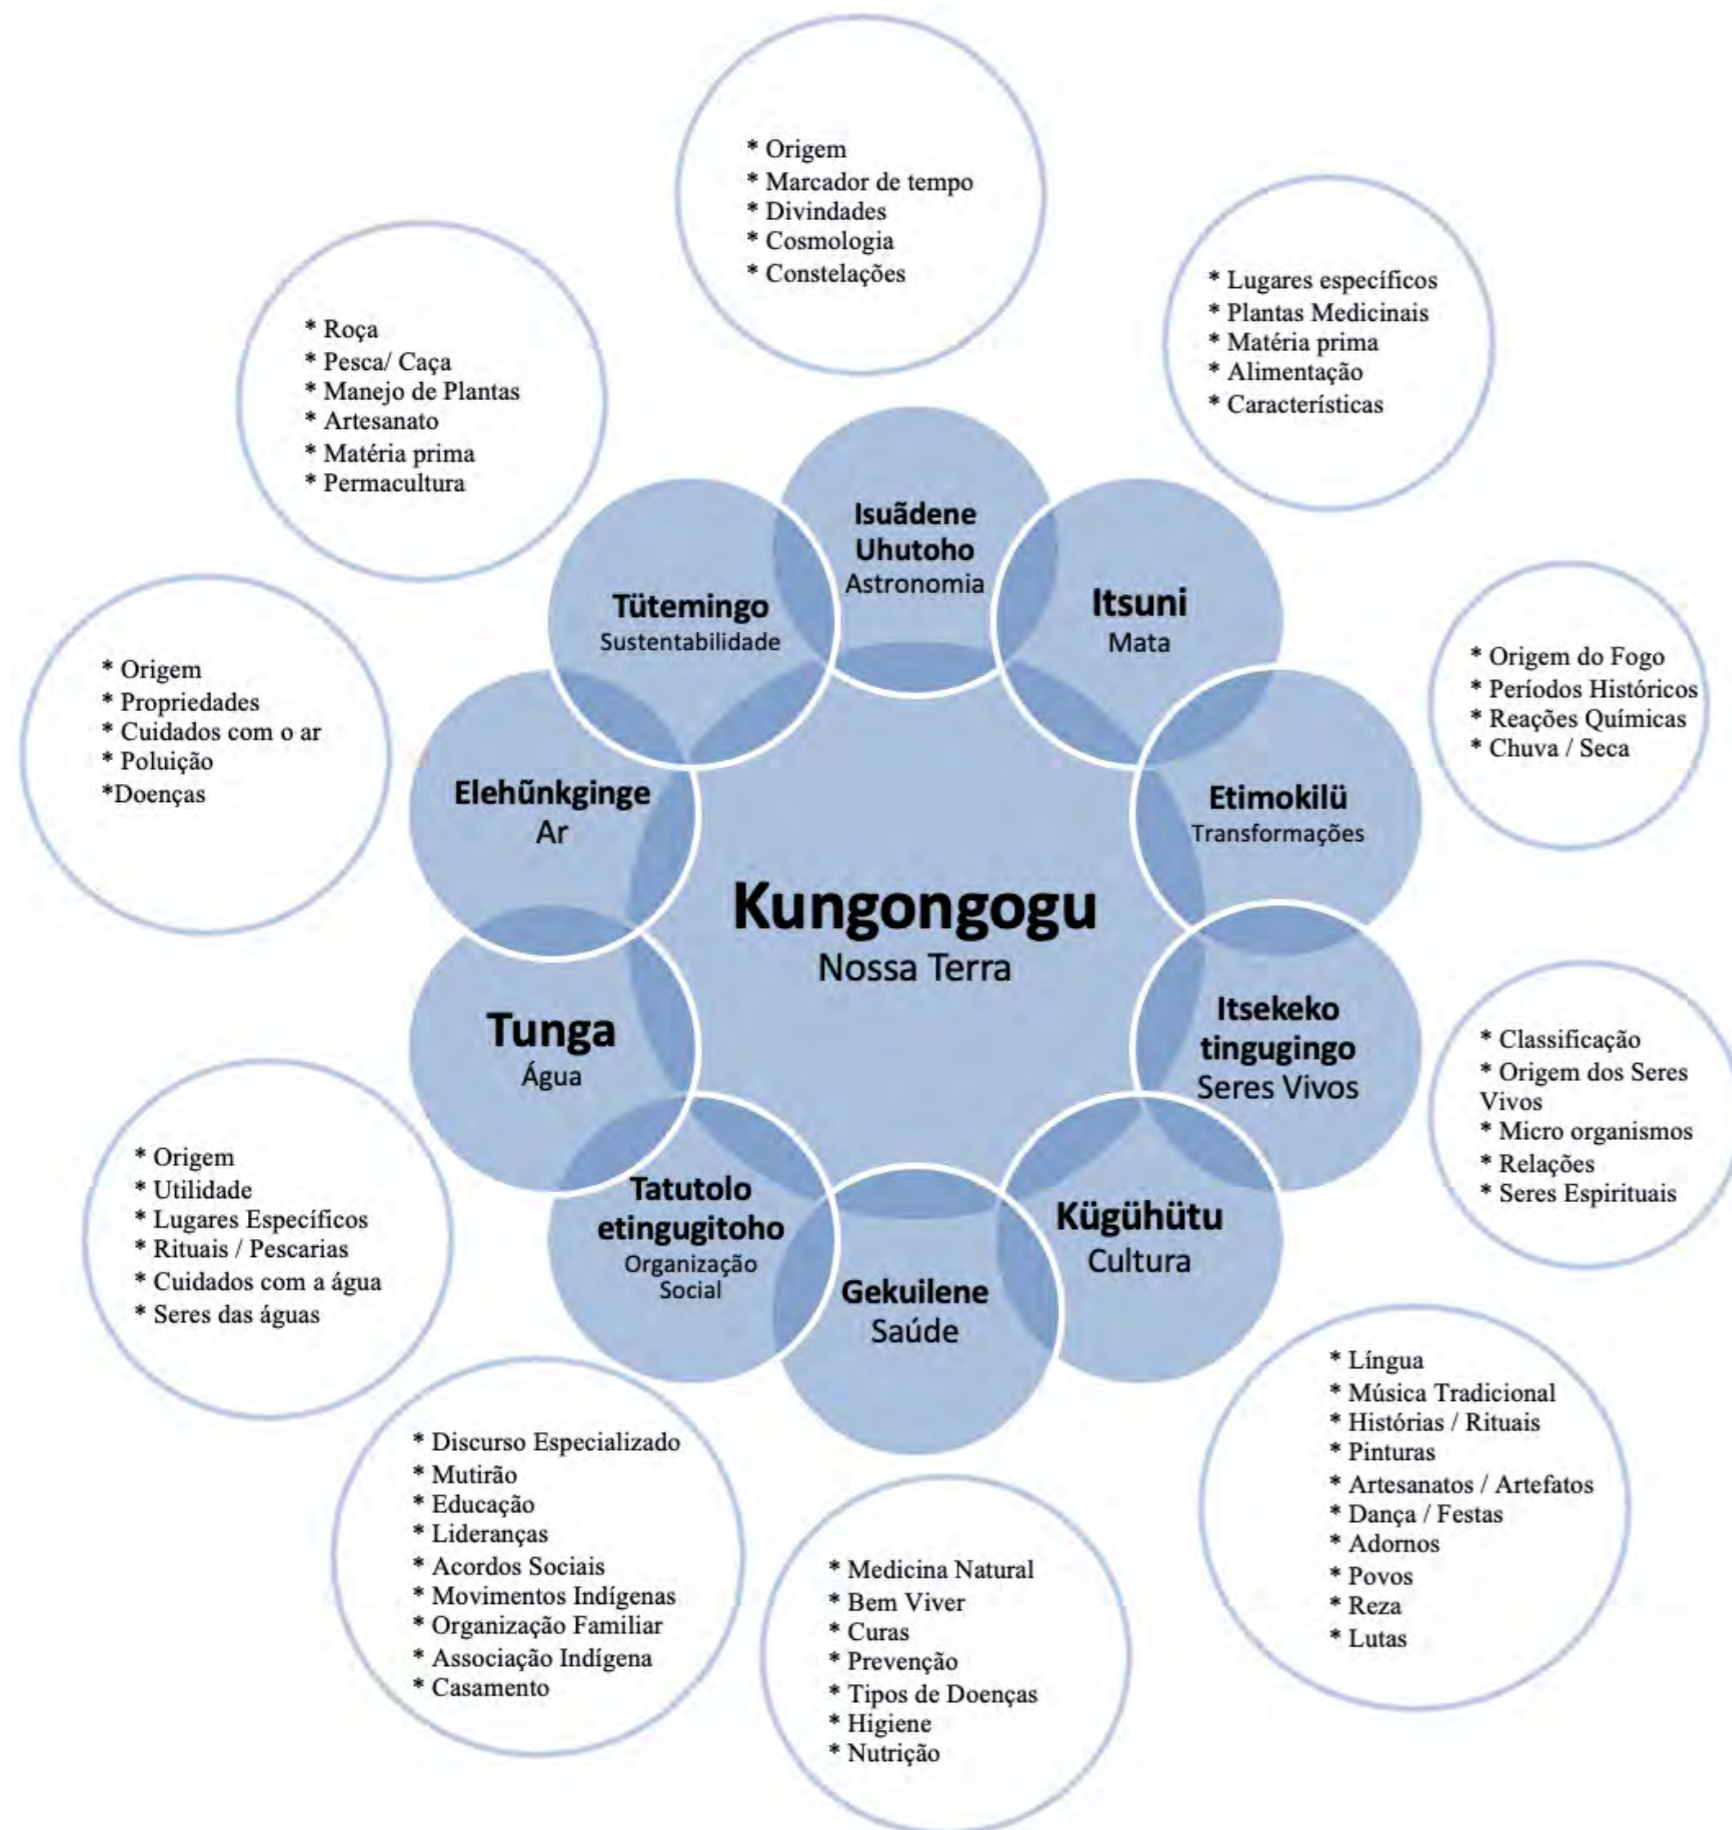 * Origem
* Marcador de tempo
* Divindades
* Cosmologia
* Constelações
* Lugares específicos
* Plantas Medicinais
* Matéria prima
* Alimentação
* Características
* Roça
* Pesca/ Caça
* Manejo de Plantas
* Artesanato
* Matéria prima
* Permacultura
Isuãdene
Uhutoho
Astronomia
Tütemingo
Sustentabilidade
Itsuni
Mata
* Origem
* Propriedades
* Cuidados com o ar
* Poluição
*Doenças
* Origem do Fogo
* Períodos Históricos
* Reações Químicas
* Chuva / Seca
Elehũnkginge
Ar
Etimokilü
Transformações
Kungongogu
Nossa Terra
Tunga
Água
Itsekeko
tingugingo
Seres Vivos
* Classificação
* Origem dos Seres
Vivos
* Micro organismos
* Relações
* Seres Espirituais
* Origem
* Utilidade
* Lugares Específicos
* Rituais / Pescarias
* Cuidados com a água
* Seres das águas
Tatutolo
etingugitoho
Organização
Social
Gekuilene
Saúde
Kügühütu
Cultura
* Discurso Especializado
* Mutirão
* Educação
* Lideranças
* Acordos Sociais
* Movimentos Indígenas
* Organização Familiar
* Associação Indígena
* Casamento
* Medicina Natural
* Bem Viver
* Curas
* Prevenção
* Tipos de Doenças
* Higiene
* Nutrição
* Língua
* Música Tradicional
* Histórias / Rituais
* Pinturas
* Artesanatos / Artefatos
* Dança / Festas
* Adornos
* Povos
* Reza
* Lutas